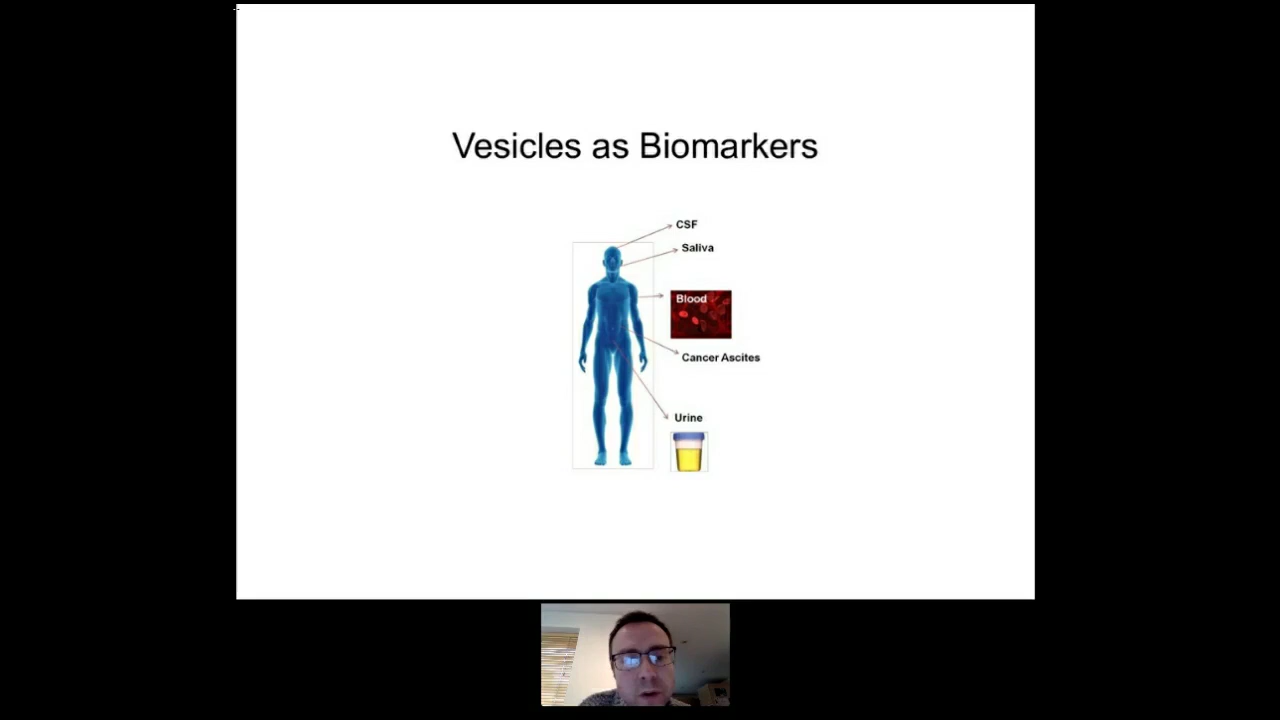 Vesicles as Biomarkers
CSF
Saliva
Blood
Cancer Ascites
Urine